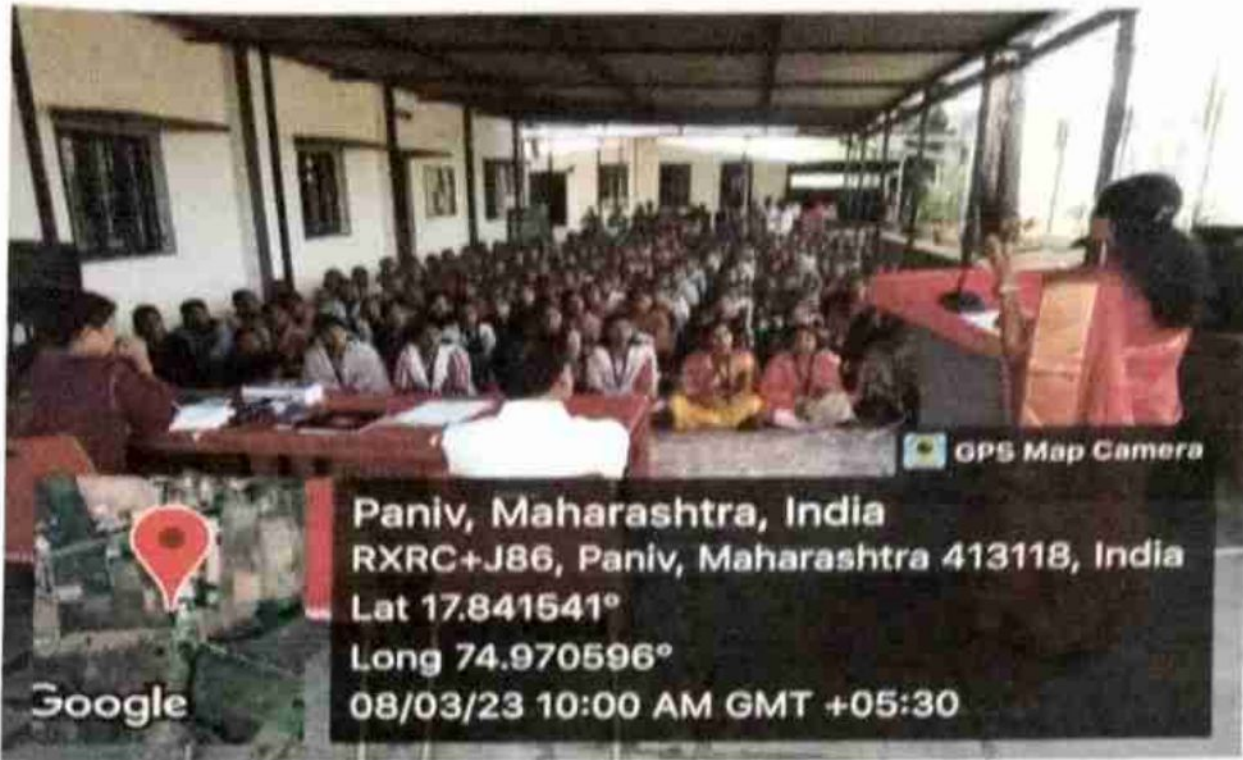 GPS Map Camera
Paniv, Maharashtra, India
RXRC+J86, Paniv, Maharashtra 413118, India
Lat 17.841541°
Long 74.970596°
08/03/23 10:00 AM GMT +05:30
Google